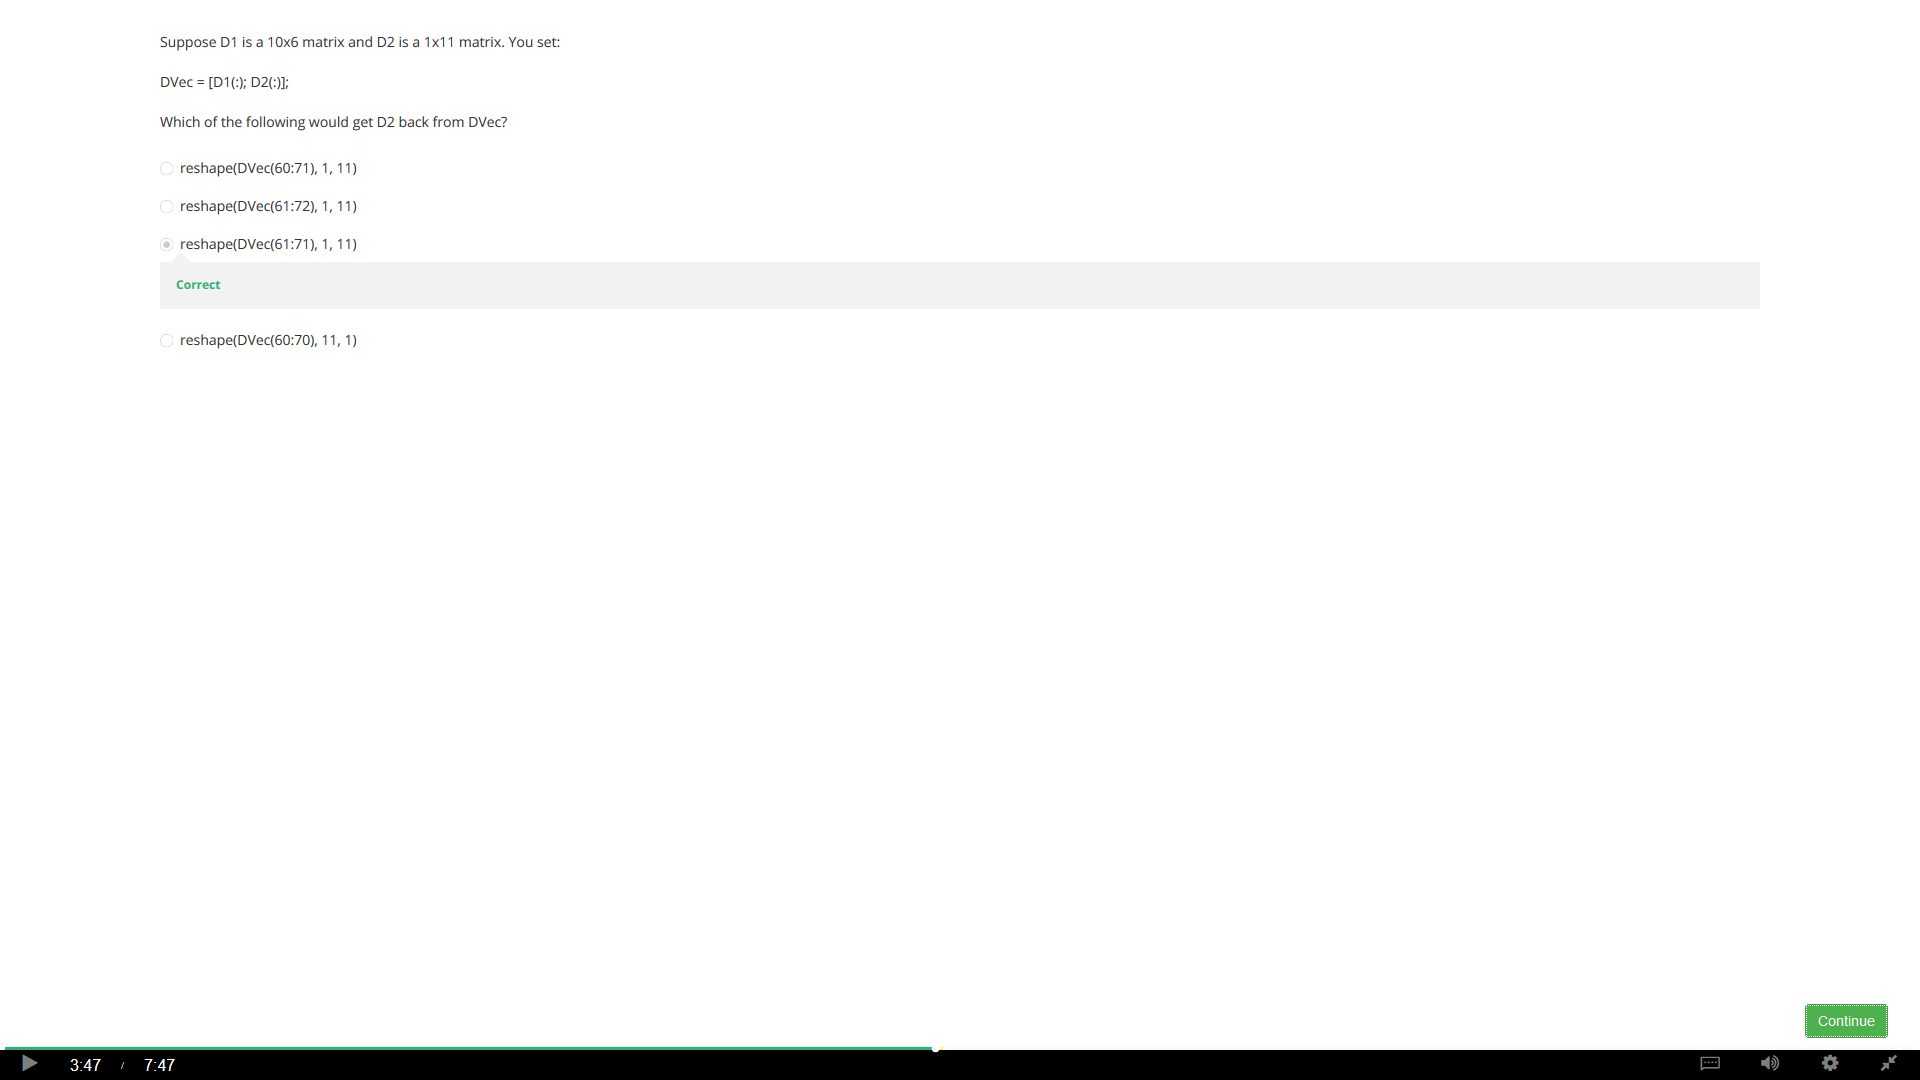 Suppose D1 is a 10x6 matrix and D2 is a 1x11 matrix. You set:
DVec = [D1(:); D2(:)];
Which of the following would get D2 back from DVec?
reshape(DVec(60:71), 1, 11)
reshape(DVec(61:72), 1, 11)
reshape(DVec(61:71), 1, 11)
Correct
reshape(DVec(60:70), 11, 1)
Continue
3:47 / 7:47